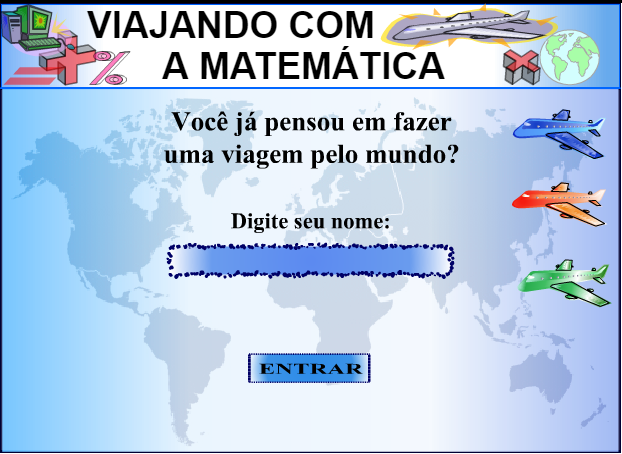 VIAJANDO COM
A MATEMÁTICA
%
Você já pensou em fazer
uma viagem pelo mundo?
Digite seu nome:
ENTRAR